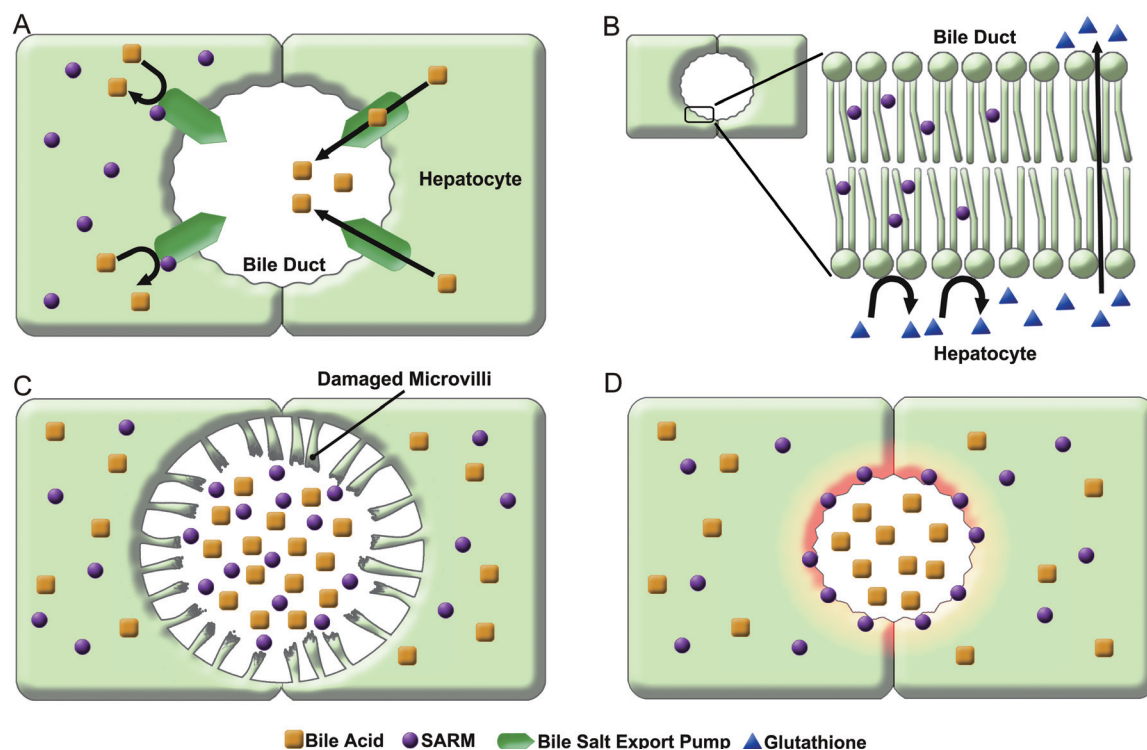 A
Hepatocyte
Bile Duct
B
Bile Duct
Hepatocyte
C
Damaged Microvilli
D
Bile Acid SARM Bile Salt Export Pump Glutathione